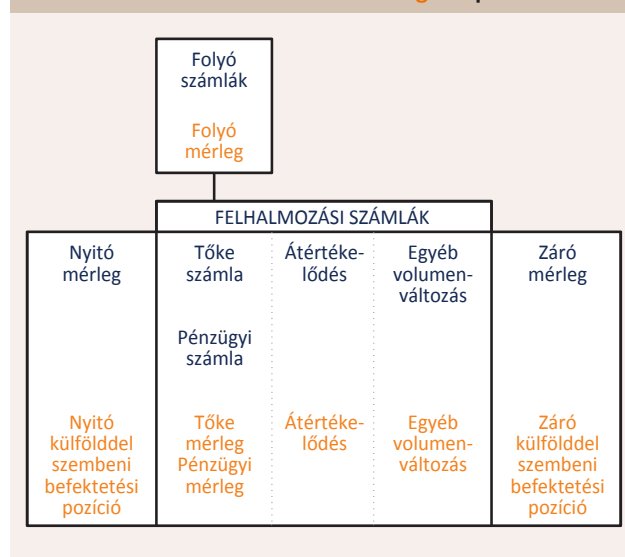 Folyó
számlák
Folyó
mérleg
FELHALMOZÁSI SZÁMLÁK
Nyitó
mérleg
Tőke
számla
Átértéke-
lődés
Egyéb
volumen-
változás
Záró
mérleg
Pénzügyi
számla
Nyitó
külfölddel
szembeni
befektetési
pozíció
Tőke
mérleg
Pénzügyi
mérleg
Átértéke-
lődés
Egyéb
volumen-
változás
Záró
külfölddel
szembeni
befektetési
pozíció